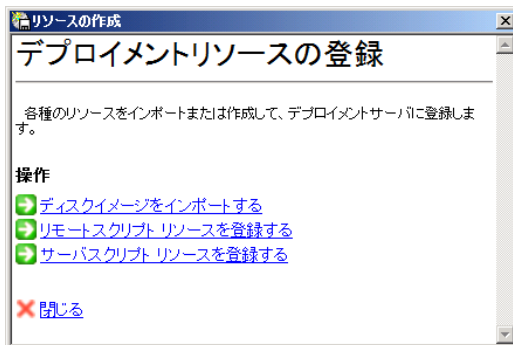 リソースの作成
デプロイメントリソースの登録
各種のリソースをインポートまたは作成して、デプロイメントサーバに登録しま
す。
操作
ディスクイメージをインポートする
リモートスクリプト リソースを登録する
サーバスクリプト リソースを登録する
閉じる